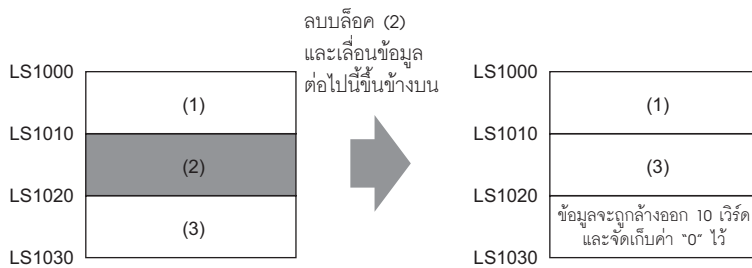 ลบบล็อค (2)
และเลื่อนข้อมูล
ต่อไปนี้ขึ้นข้างบน
LS1000
(1)
LS1010
(2)
LS1020
(3)
LS1030
LS1000
(1)
LS1010
(3)
LS1020
ข้อมูลจะถูกล้างออก 10 เวิร์ด
และจัดเก็บค่า "0" ไว้
LS1030